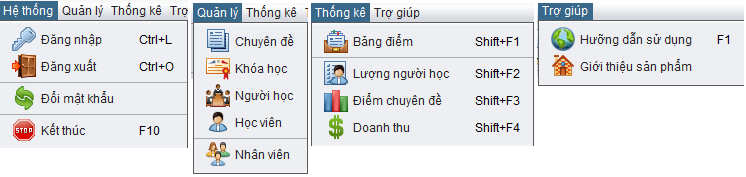 Hệ thống Quản lý Thống kê Trợ
Đăng nhập Ctrl+L
Đăng xuất Ctrl+O
Đổi mật khẩu
STOP Kết thúc F10
Quản lý Thống kê T
Chuyên đề
Khóa học
Người học
Học viên
Nhân viên
Thống kê Trợ giúp
Bảng điểm Shift+F1
Lượng người học Shift+F2
Điểm chuyên đề Shift+F3
Doanh thu Shift+F4
Trợ giúp
Hưỡng dẫn sử dụng F1
Giới thiệu sản phẩm